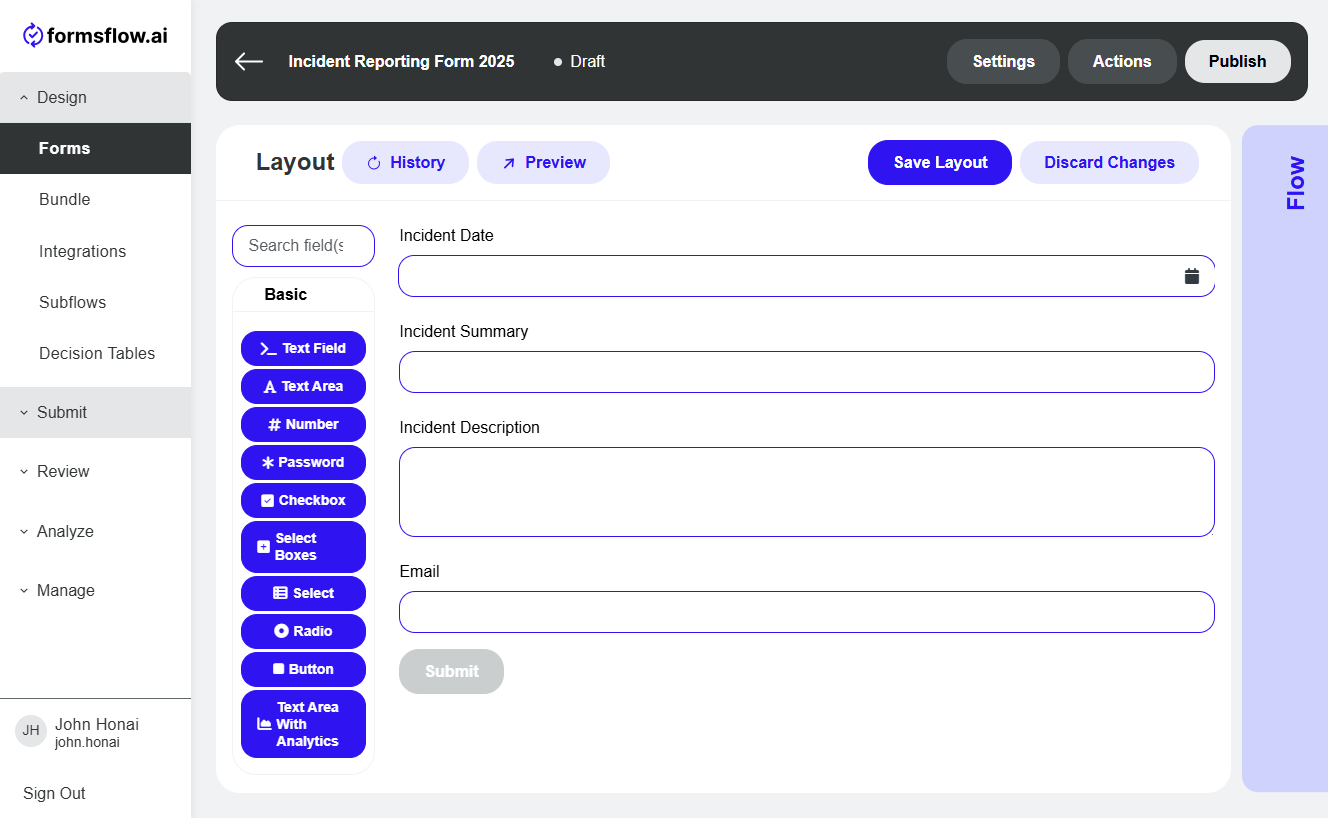 formsflow.ai
Design
Forms
Bundle
Integrations
Subflows
Decision Tables
Submit
Review
Analyze
Manage
JH
John Honai
john.honai
Sign Out
Incident Reporting Form 2025
Draft
Settings
Actions
Publish
Layout
History
Preview
Save Layout
Discard Changes
Search field(s
Basic
Text Field
Text Area
Number
Password
Checkbox
Select
Boxes
Select
Radio
Button
Text Area
With
Analytics
Incident Date
Incident Summary
Incident Description
Email
Submit
Flow